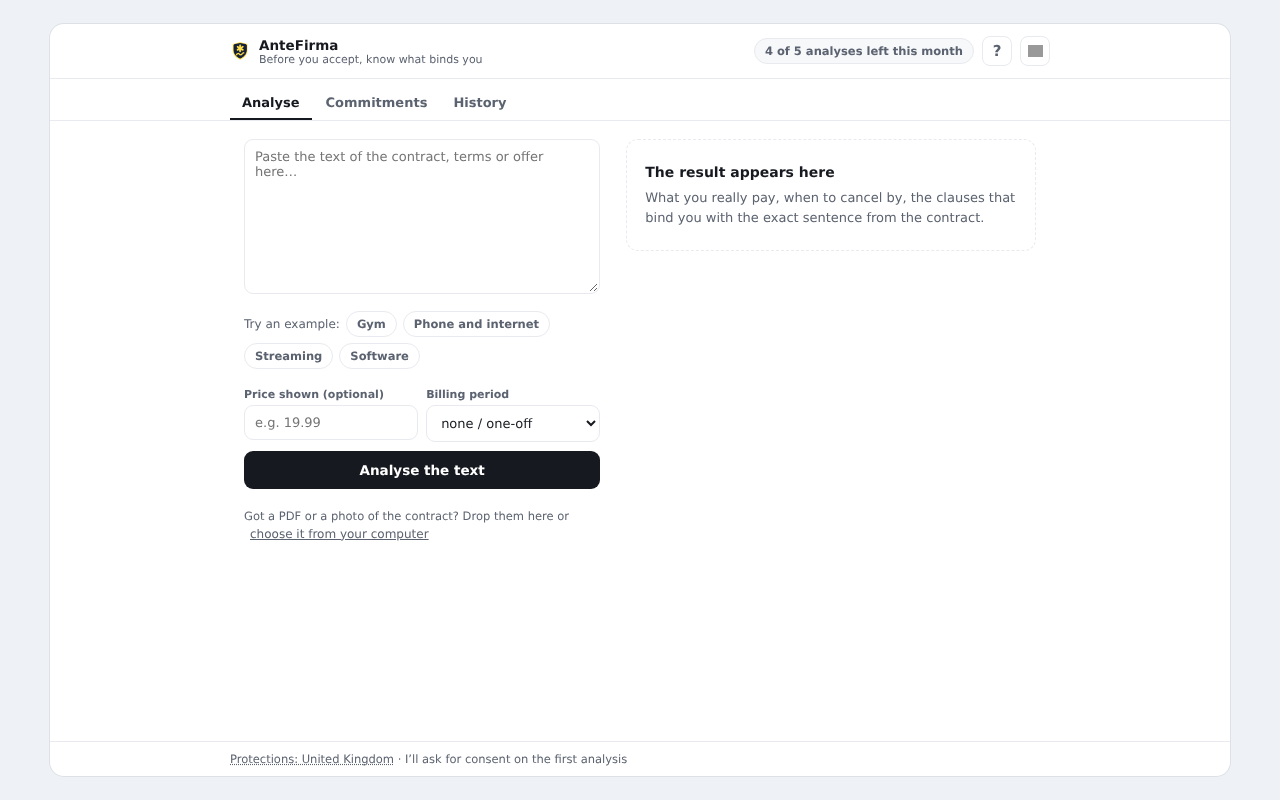 AnteFirma
Before you accept, know what binds you
4 of 5 analyses left this month
?
Analyse
Commitments
History
Paste the text of the contract, terms or offer
here…
Try an example:
Gym
Phone and internet
Streaming
Software
Price shown (optional)
Billing period
e.g. 19.99
none / one-off
Analyse the text
Got a PDF or a photo of the contract? Drop them here or
choose it from your computer
The result appears here
What you really pay, when to cancel by, the clauses that
bind you with the exact sentence from the contract.
Protections: United Kingdom · I’ll ask for consent on the first analysis